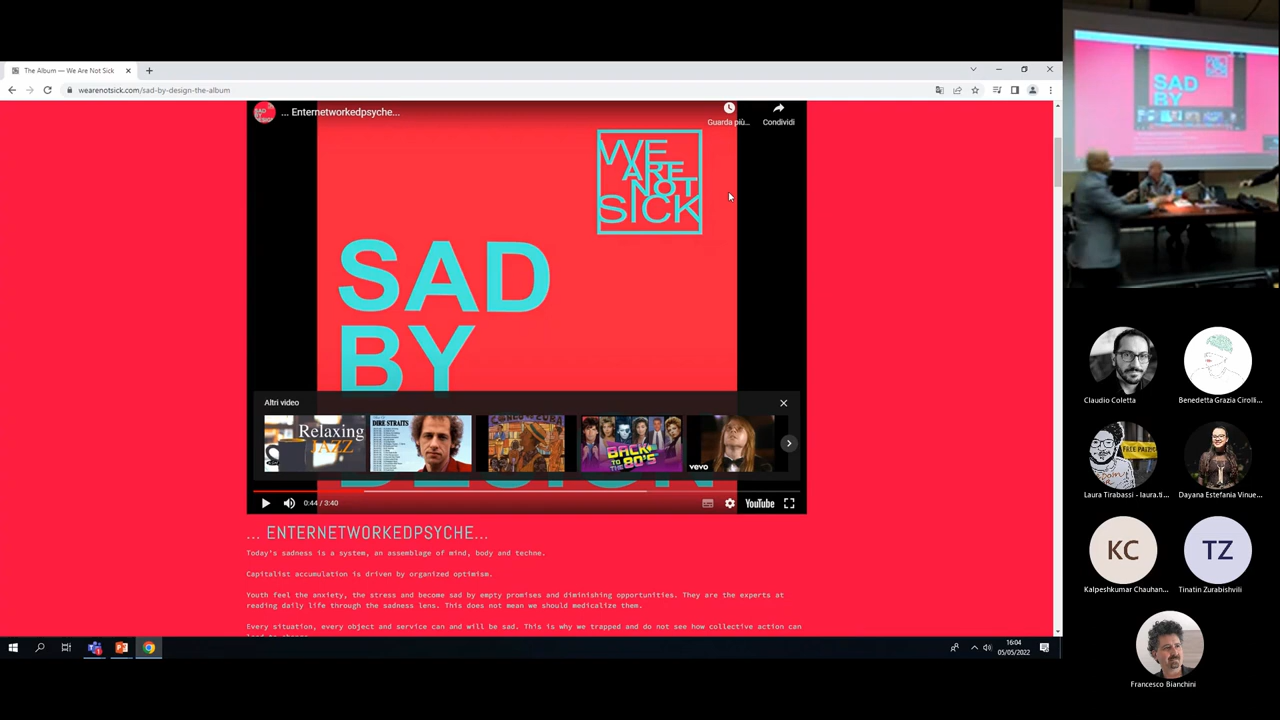 The Album — We Are Not Sick
wearenotsick.com/sad-by-design-the-album
... Enternetworkedpsyche...
Guarda più...
Condividi
WE
ARE
NOT
SICK
SAD
BY
DESIGN
Altri video
Relaxing
JAZZ
DIRE STRAITS
BACK
TO THE 80'S
vevo
0:44 / 3:40
YouTube
... ENTERNETWORKEDPSYCHE...
Today's sadness is a system, an assemblage of mind, body and techne.
Capitalist accumulation is driven by organized optimism.
Youth feel the anxiety, the stress and become sad by empty promises and diminishing opportunities. They are the experts at
reading daily life through the sadness lens. This does not mean we should medicalize them.
Every situation, every object and service can and will be sad. This is why we trapped and do not see how collective action can
16:04
05/05/2022
SAD
BY
Claudio Coletta
Benedetta Grazia Cirolli...
Laura Tirabassi - laura.ti...
Dayana Estefania Vinue...
KC
TZ
Kalpeshkumar Chauhan...
Tinatin Zurabishvili
Francesco Bianchini